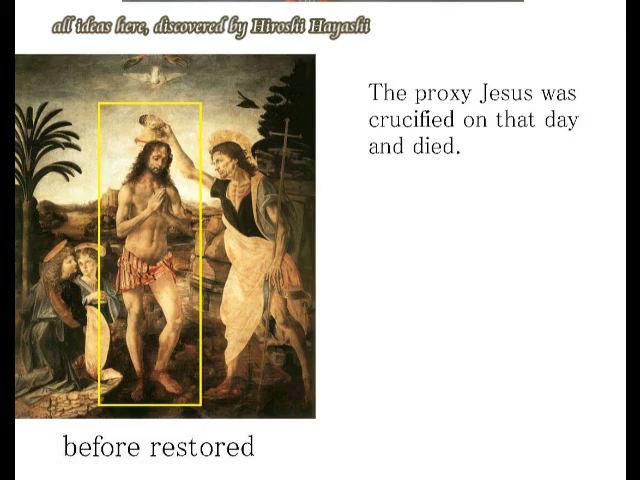 all ideas here, discovered by Hiroshi Hayashi
The proxy Jesus was
crucified on that day
and died.
before restored